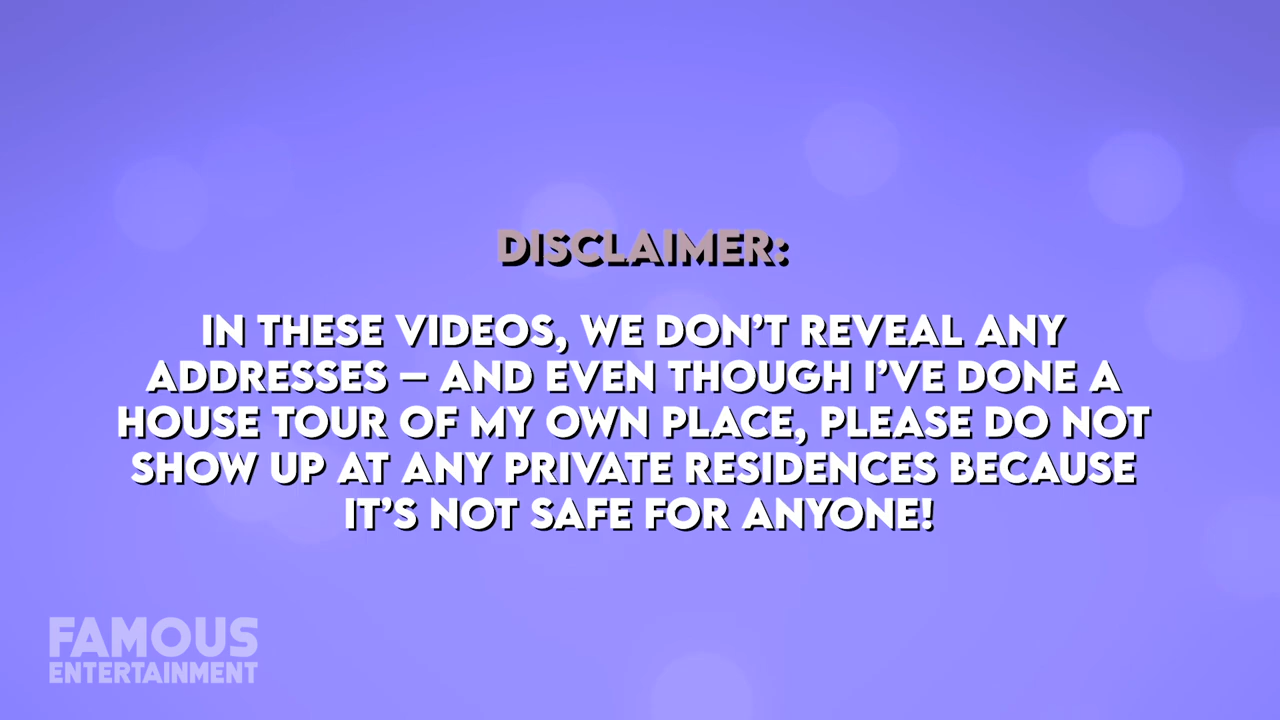 DISCLAIMER:
IN THESE VIDEOS, WE DON’T REVEAL ANY
ADDRESSES – AND EVEN THOUGH I’VE DONE A
HOUSE TOUR OF MY OWN PLACE, PLEASE DO NOT
SHOW UP AT ANY PRIVATE RESIDENCES BECAUSE
IT’S NOT SAFE FOR ANYONE!
FAMOUS
ENTERTAINMENT